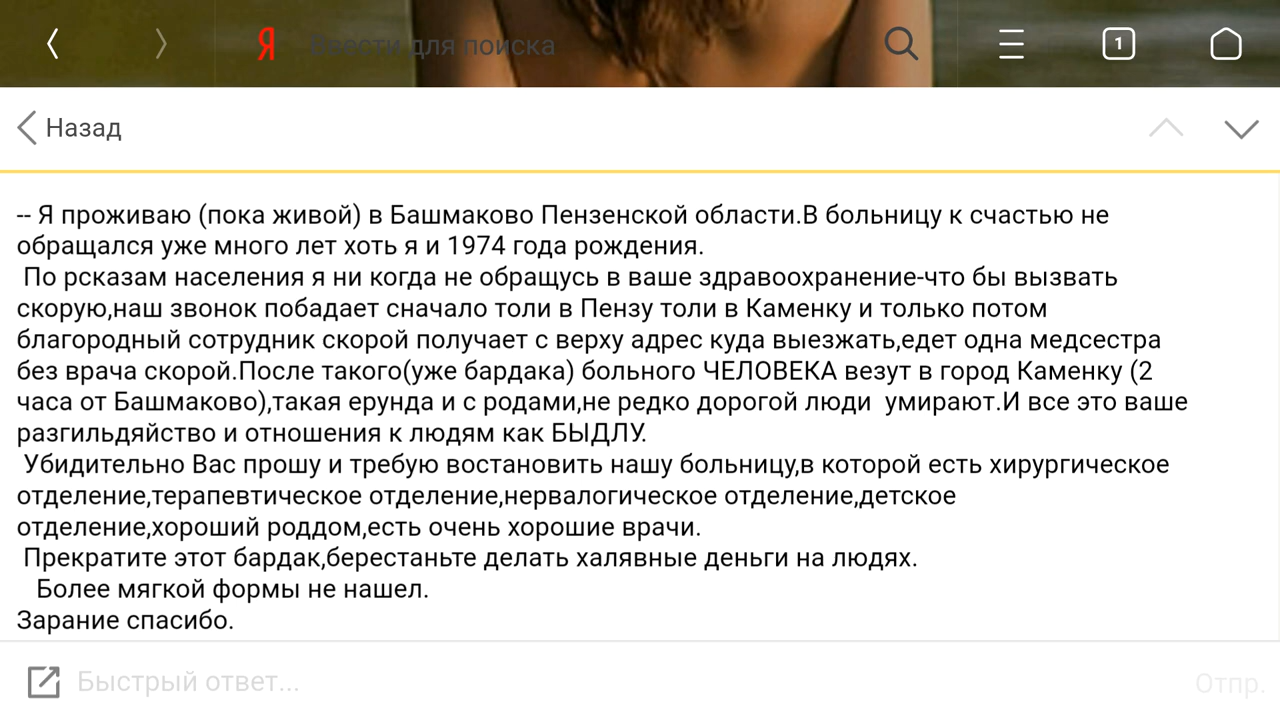 Я Ввести для поиска 1
Назад
-- Я проживаю (пока живой) в Башмаково Пензенской области.В больницу к счастью не
обращался уже много лет хоть я и 1974 года рождения.
По рсказам населения я ни когда не обращусь в ваше здравоохранение-что бы вызвать
скорую,наш звонок побадает сначало толи в Пензу толи в Каменку и только потом
благородный сотрудник скорой получает с верху адрес куда выезжать,едет одна медсестра
без врача скорой.После такого(уже бардака) больного ЧЕЛОВЕКА везут в город Каменку (2
часа от Башмаково),такая ерунда и с родами,не редко дорогой люди  умирают.И все это ваше
разгильдяйство и отношения к людям как БЫДЛУ.
Убидительно Вас прошу и требую востановить нашу больницу,в которой есть хирургическое
отделение,терапевтическое отделение,нервалогическое отделение,детское
отделение,хороший роддом,есть очень хорошие врачи.
Прекратите этот бардак,берестаньте делать халявные деньги на людях.
Более мягкой формы не нашел.
Зарание спасибо.
Быстрый ответ... Отпр.